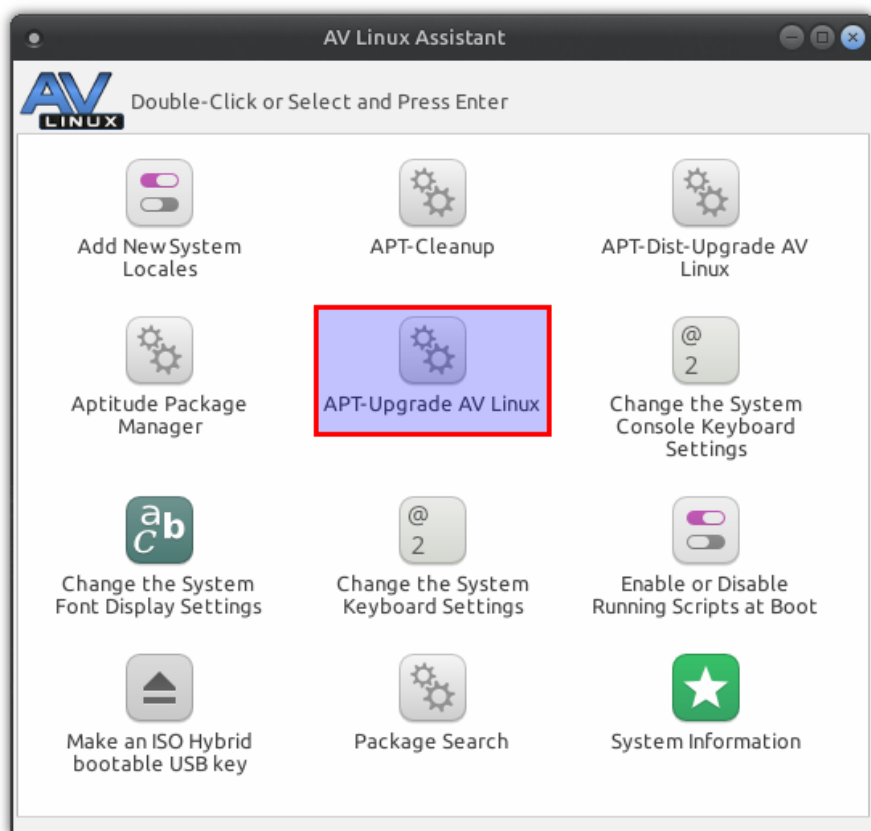 AV Linux Assistant
AV
LINUX
Double-Click or Select and Press Enter
Add New System
Locales
APT-Cleanup
APT-Dist-Upgrade AV
Linux
Aptitude Package
Manager
APT-Upgrade AV Linux
@
2
Change the System
Console Keyboard
Settings
a
b
c
Change the System
Font Display Settings
@
2
Change the System
Keyboard Settings
Enable or Disable
Running Scripts at Boot
Make an ISO Hybrid
bootable USB key
Package Search
System Information